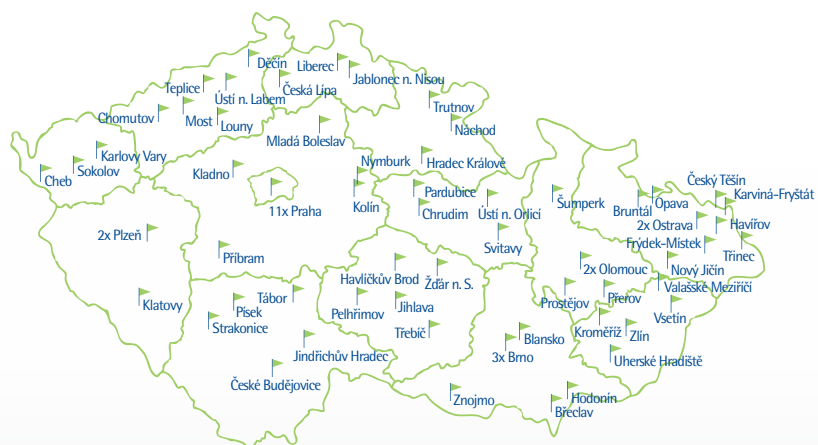 Děčín
Liberec
Jablonec n. Nisou
Teplice
Ústí n. Labem
Česká Lípa
Trutnov
Chomutov
Most
Louny
Náchod
Mladá Boleslav
Karlovy Vary
Sokolov
Cheb
Kladno
Nymburk
Hradec Králové
11x Praha
Kolín
Pardubice
Chrudim
Ústí n. Orlicí
Šumperk
Český Těšín
Karviná-Fryštát
Bruntál
Opava
2x Ostrava
Havířov
2x Plzeň
Svitavy
Frýdek-Místek
Třinec
Příbram
Havlíčkův Brod
Žďár n. S.
2x Olomouc
Nový Jičín
Valašské Meziříčí
Klatovy
Tábor
Písek
Strakonice
Pelhřimov
Jihlava
Prostějov
Přerov
Vsetín
Třebíč
Jindřichův Hradec
Blansko
3x Brno
Kroměříž
Zlín
Uherské Hradiště
České Budějovice
Znojmo
Hodonín
Břeclav